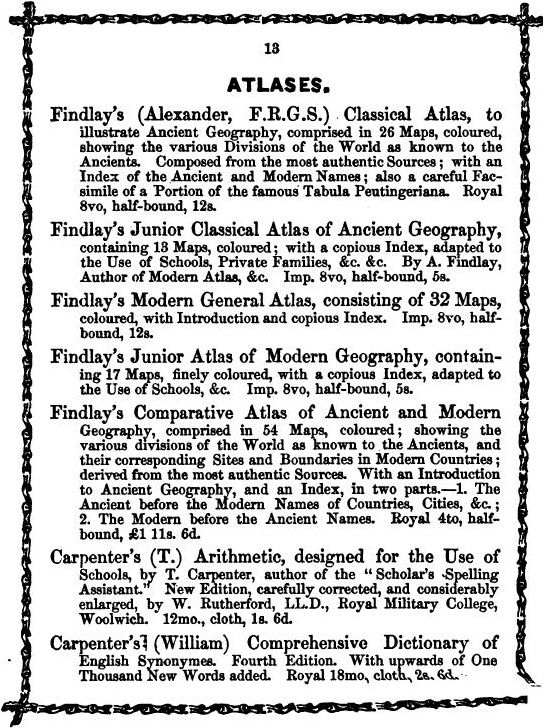 13
ATLASES.
Findlay's (Alexander, F.R.G.S.) Classical Atlas, to
illustrate Ancient Geography, comprised in 26 Maps, coloured,
showing the various Divisions of the World as known to the
Ancients. Composed from the most authentic Sources; with an
Index of the Ancient and Modern Names; also a careful Fac-
simile of a Portion of the famous Tabula Peutingeriana. Royal
8vo, half-bound, 12s.
Findlay's Junior Classical Atlas of Ancient Geography,
containing 13 Maps, coloured; with a copious Index, adapted to
the Use of Schools, Private Families, &c. &c. By A. Findlay,
Author of Modern Atlas, &c. Imp. 8vo, half-bound, 5s.
Findlay's Modern General Atlas, consisting of 32 Maps,
coloured, with Introduction and copious Index. Imp. 8vo, half-
bound, 12s.
Findlay's Junior Atlas of Modern Geography, contain-
ing 17 Maps, finely coloured, with a copious Index, adapted to
the Use of Schools, &c. Imp. 8vo, half-bound, 5s.
Findlay's Comparative Atlas of Ancient and Modern
Geography, comprised in 54 Maps, coloured; showing the
various divisions of the World as known to the Ancients, and
their corresponding Sites and Boundaries in Modern Countries;
derived from the most authentic Sources. With an Introduction
to Ancient Geography, and an Index, in two parts.—1. The
Ancient before the Modern Names of Countries, Cities, &c.;
2. The Modern before the Ancient Names. Royal 4to, half-
bound, £1 11s. 6d.
Carpenter's (T.) Arithmetic, designed for the Use of
Schools, by T. Carpenter, author of the "Scholar's Spelling
Assistant." New Edition, carefully corrected, and considerably
enlarged, by W. Rutherford, LL.D., Royal Military College,
Woolwich. 12mo., cloth, 1s. 6d.
Carpenter's (William) Comprehensive Dictionary of
English Synonymes. Fourth Edition. With upwards of One
Thousand New Words added. Royal 18mo, cloth, 2s. 6d.